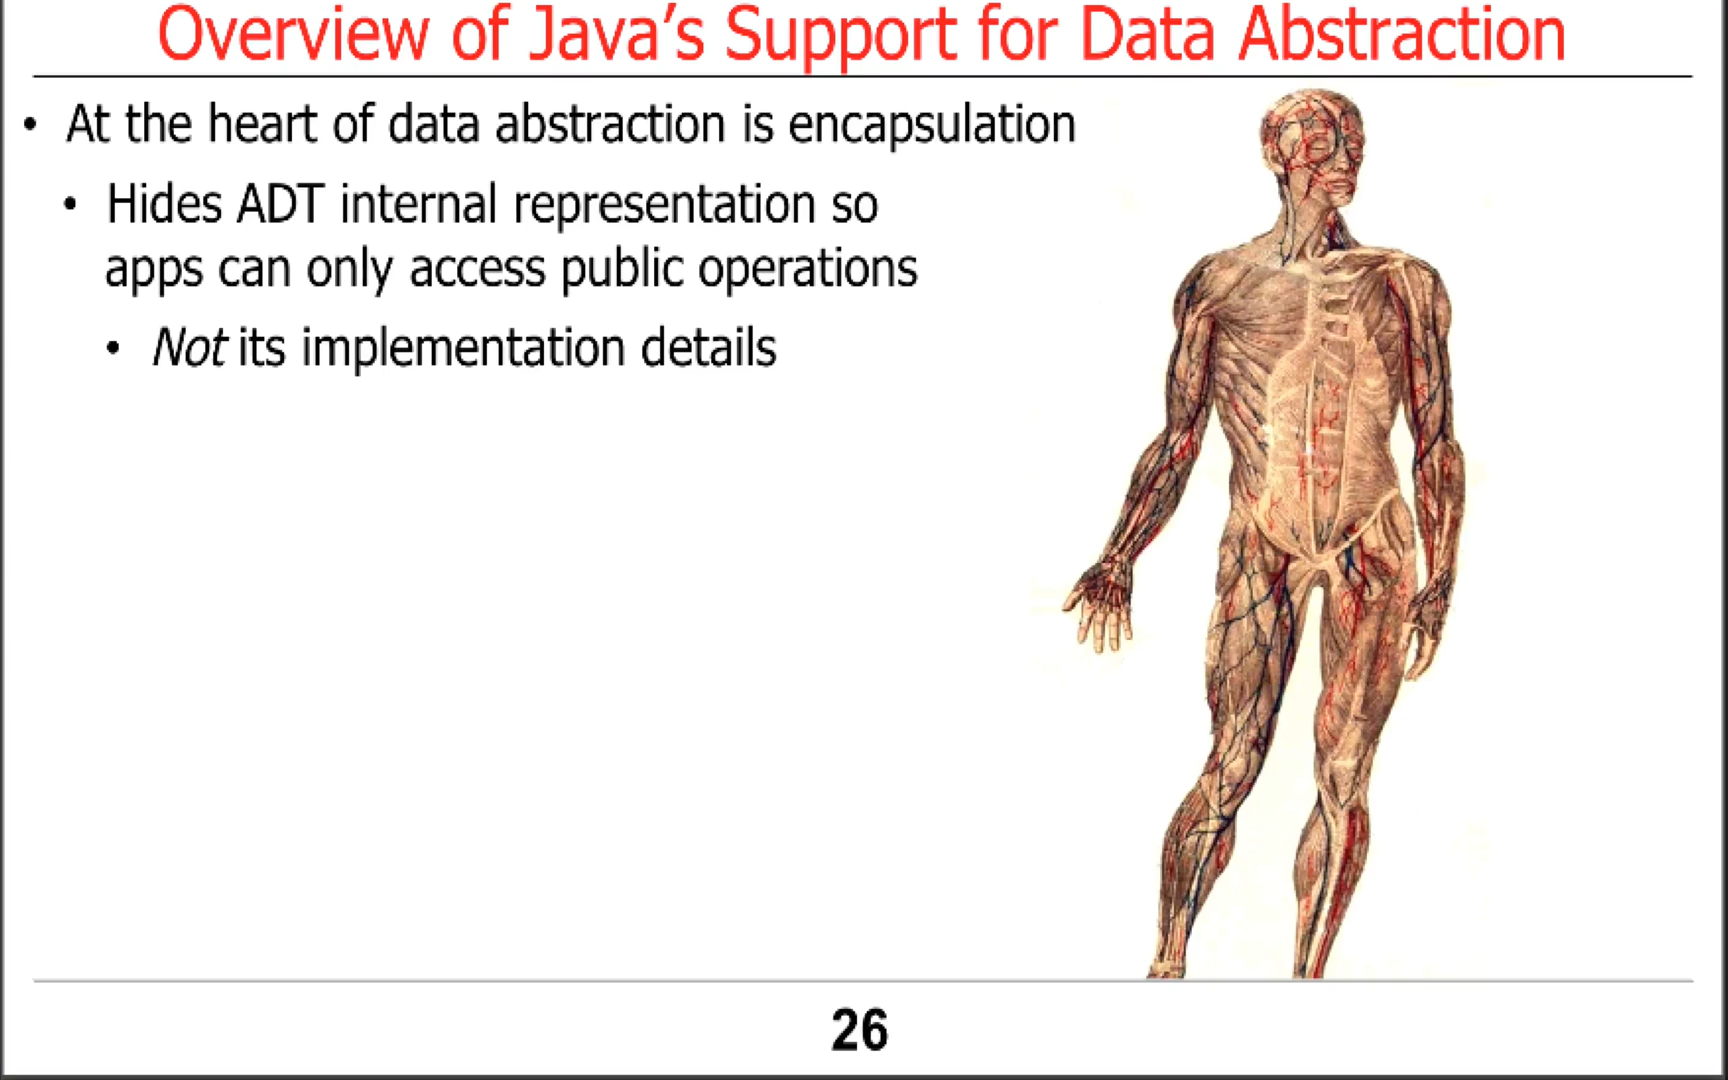 Overview of Java's Support for Data Abstraction
• At the heart of data abstraction is encapsulation
• Hides ADT internal representation so
apps can only access public operations
• Not its implementation details
26